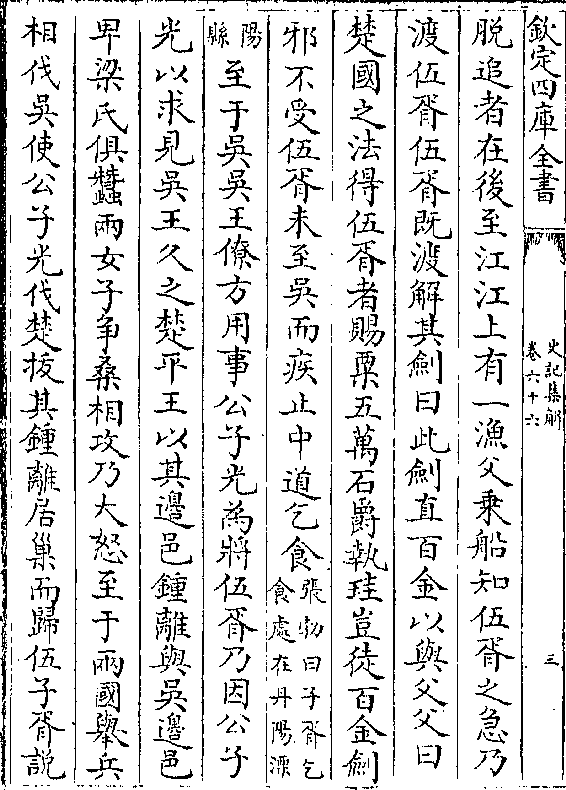 欽定四庫全書
史記集解
卷六十六
三
脫追者在後至江江上有一漁父乗船知伍胥之急乃
渡伍胥伍胥既渡解其劍曰此劍直百金以與父父曰
楚國之法得伍胥者賜粟五萬石爵執珪豈徒百金劍
邪不受伍胥未至吳而疾止中道乞食張勃曰子胥乞食處在丹陽溧
陽縣至于吳吳王僚方用事公子光為將伍胥乃因公子
光以求見吳王久之楚平王以其邊邑鍾離與吳邊邑
卑梁氏俱蠶兩女子爭桑相攻乃大怒至于兩國舉兵
相伐吳使公子光伐楚拔其鍾離居巢而歸伍子胥說